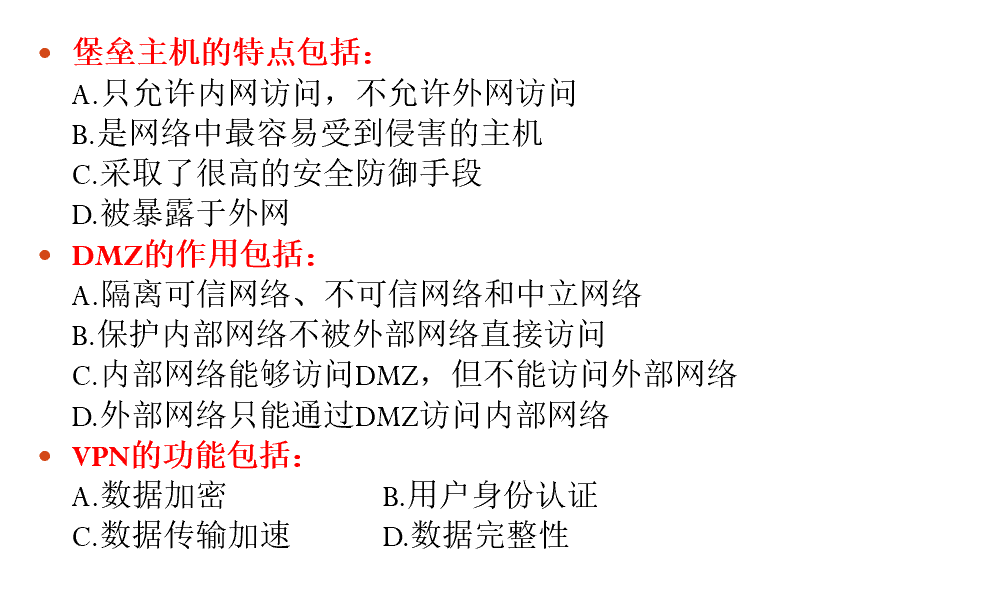 • 堡垒主机的特点包括：
A.只允许内网访问，不允许外网访问
B.是网络中最容易受到侵害的主机
C.采取了很高的安全防御手段
D.被暴露于外网
• DMZ的作用包括：
A.隔离可信网络、不可信网络和中立网络
B.保护内部网络不被外部网络直接访问
C.内部网络能够访问DMZ，但不能访问外部网络
D.外部网络只能通过DMZ访问内部网络
• VPN的功能包括：
A.数据加密 B.用户身份认证
C.数据传输加速 D.数据完整性